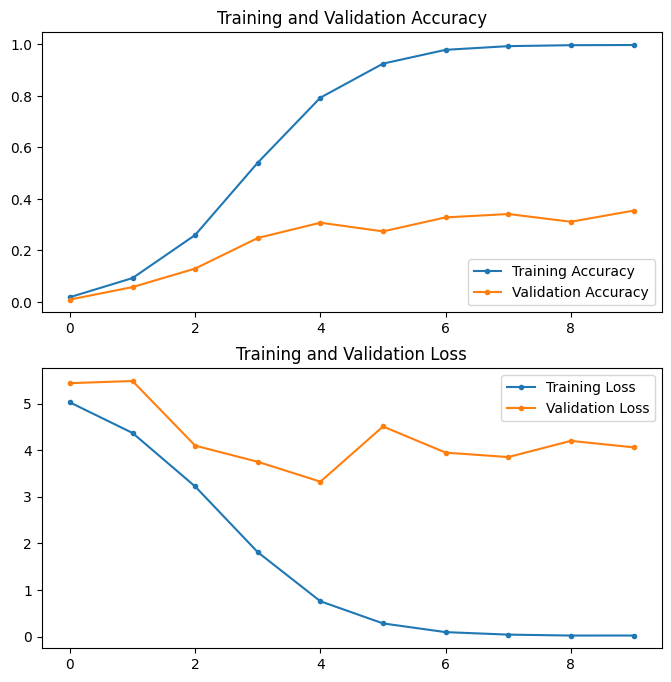 Training and Validation Accuracy
1.0
0.8
0.6
0.4
0.2
0.0
Training Accuracy
Validation Accuracy
0 2 4 6 8
Training and Validation Loss
5
4
3
2
1
0
Training Loss
Validation Loss
0 2 4 6 8